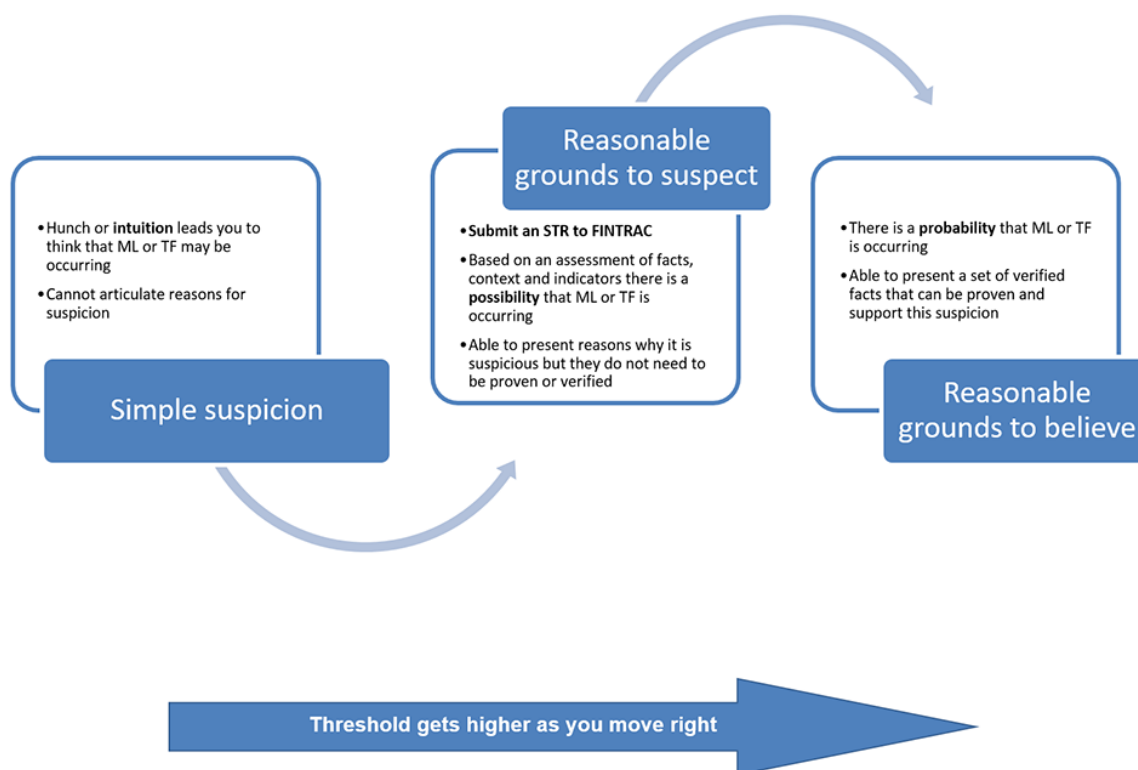 •Hunch or intuition leads you to
think that ML or TF may be
occurring
•Cannot articulate reasons for
suspicion
Simple suspicion
Reasonable
grounds to suspect
•Submit an STR to FINTRAC
•Based on an assessment of facts,
context and indicators there is a
possibility that ML or TF is
occurring
•Able to present reasons why it is
suspicious but they do not need to
be proven or verified
•There is a probability that ML or TF
is occurring
•Able to present a set of verified
facts that can be proven and
support this suspicion
Reasonable
grounds to believe
Threshold gets higher as you move right